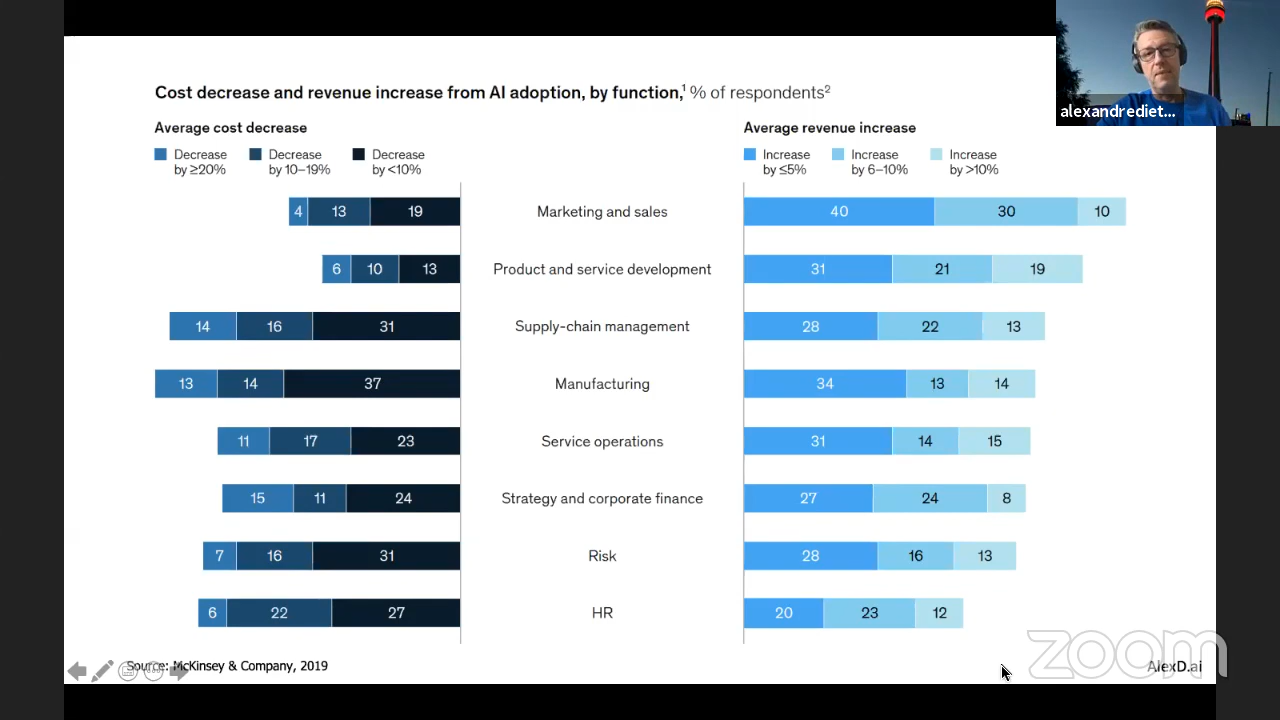 alexandrediet...
Cost decrease and revenue increase from AI adoption, by function,¹ % of respondents²
Average cost decrease
Decrease by ≥20%
Decrease by 10–19%
Decrease by <10%
Average revenue increase
Increase by ≤5%
Increase by 6–10%
Increase by >10%
4 13 19 Marketing and sales 40 30 10
6 10 13 Product and service development 31 21 19
14 16 31 Supply-chain management 28 22 13
13 14 37 Manufacturing 34 13 14
11 17 23 Service operations 31 14 15
15 11 24 Strategy and corporate finance 27 24 8
7 16 31 Risk 28 16 13
6 22 27 HR 20 23 12
Source: McKinsey & Company, 2019
zoom
AlexD.ai